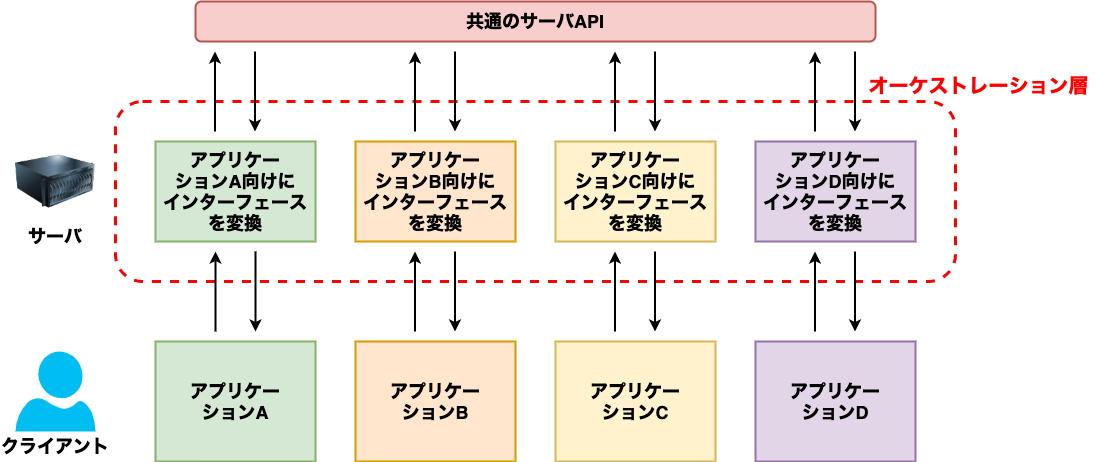 共通のサーバAPI
オーケストレーション層
サーバ
アプリケー
ションA向けに
インターフェース
を変換
アプリケー
ションB向けに
インターフェース
を変換
アプリケー
ションC向けに
インターフェース
を変換
アプリケー
ションD向けに
インターフェース
を変換
クライアント
アプリケー
ションA
アプリケー
ションB
アプリケー
ションC
アプリケー
ションD